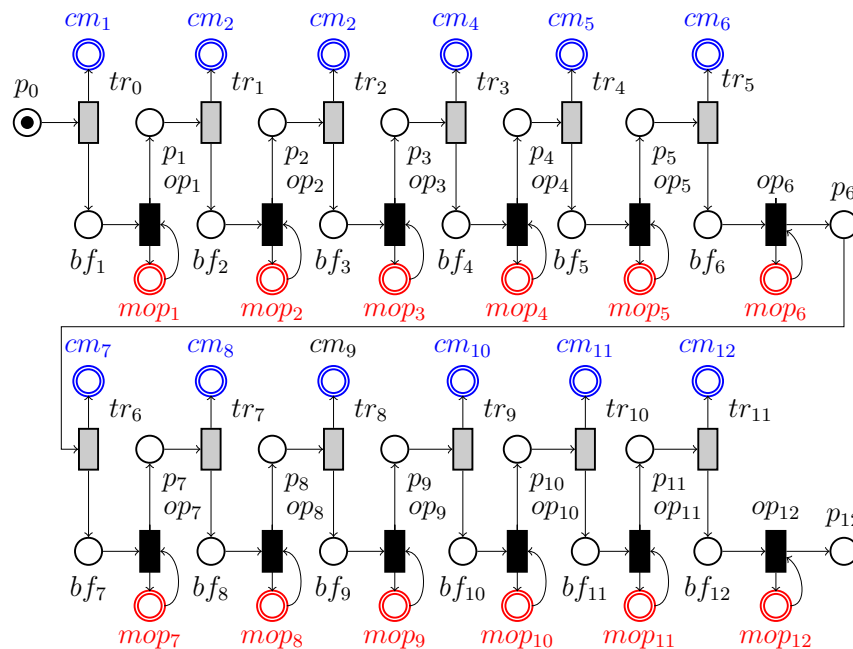 cm₁ cm₂ cm₂ cm₄ cm₅ cm₆
p₀ tr₀ tr₁ tr₂ tr₃ tr₄ tr₅
p₁ p₂ p₃ p₄ p₅
op₁ op₂ op₃ op₄ op₅ op₆ p₆
bf₁ bf₂ bf₃ bf₄ bf₅ bf₆
mop₁ mop₂ mop₃ mop₄ mop₅ mop₆
cm₇ cm₈ cm₉ cm₁₀ cm₁₁ cm₁₂
tr₆ tr₇ tr₈ tr₉ tr₁₀ tr₁₁
p₇ p₈ p₉ p₁₀ p₁₁
op₇ op₈ op₉ op₁₀ op₁₁ op₁₂ p₁₂
bf₇ bf₈ bf₉ bf₁₀ bf₁₁ bf₁₂
mop₇ mop₈ mop₉ mop₁₀ mop₁₁ mop₁₂